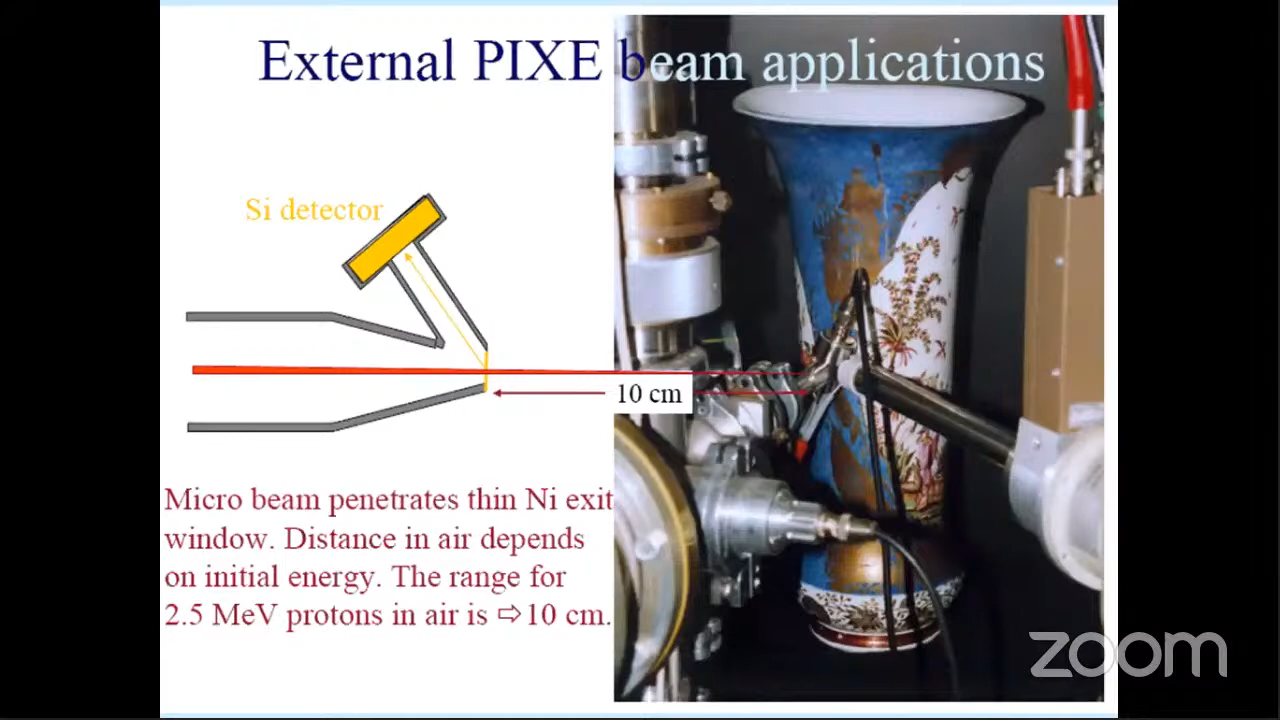 External PIXE beam applications
Si detector
10 cm
Micro beam penetrates thin Ni exit
window. Distance in air depends
on initial energy. The range for
2.5 MeV protons in air is ⇨10 cm.
zoom